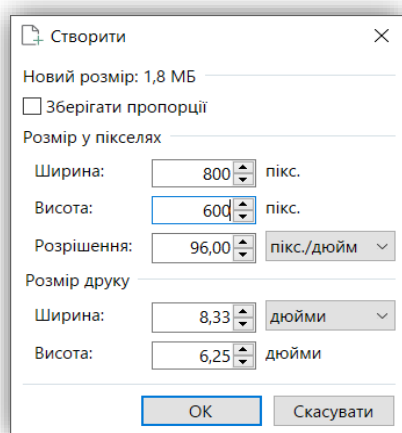 Створити
Новий розмір: 1,8 МБ
Зберігати пропорції
Розмір у пікселях
Ширина: 800 пікс.
Висота: 600 пікс.
Розрішення: 96,00 пікс./дюйм
Розмір друку
Ширина: 8,33 дюйми
Висота: 6,25 дюйми
ОК Скасувати